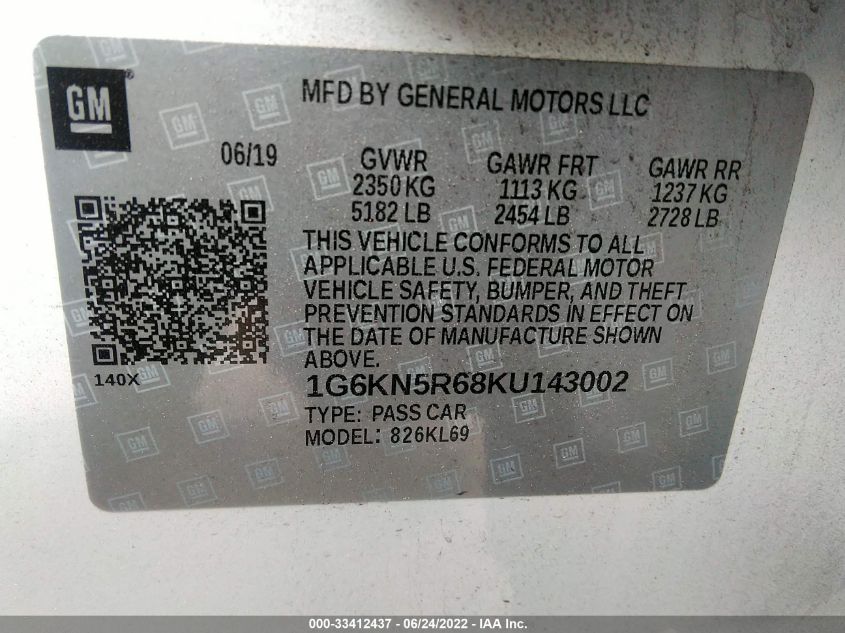 GM
MFD BY GENERAL MOTORS LLC
06/19
GVWR
2350 KG
5182 LB
GAWR FRT
1113 KG
2454 LB
GAWR RR
1237 KG
2728 LB
THIS VEHICLE CONFORMS TO ALL
APPLICABLE U.S. FEDERAL MOTOR
VEHICLE SAFETY, BUMPER, AND THEFT
PREVENTION STANDARDS IN EFFECT ON
THE DATE OF MANUFACTURE SHOWN
ABOVE.
140X
1G6KN5R68KU143002
TYPE: PASS CAR
MODEL: 826KL69
000-33412437 - 06/24/2022 - IAA Inc.